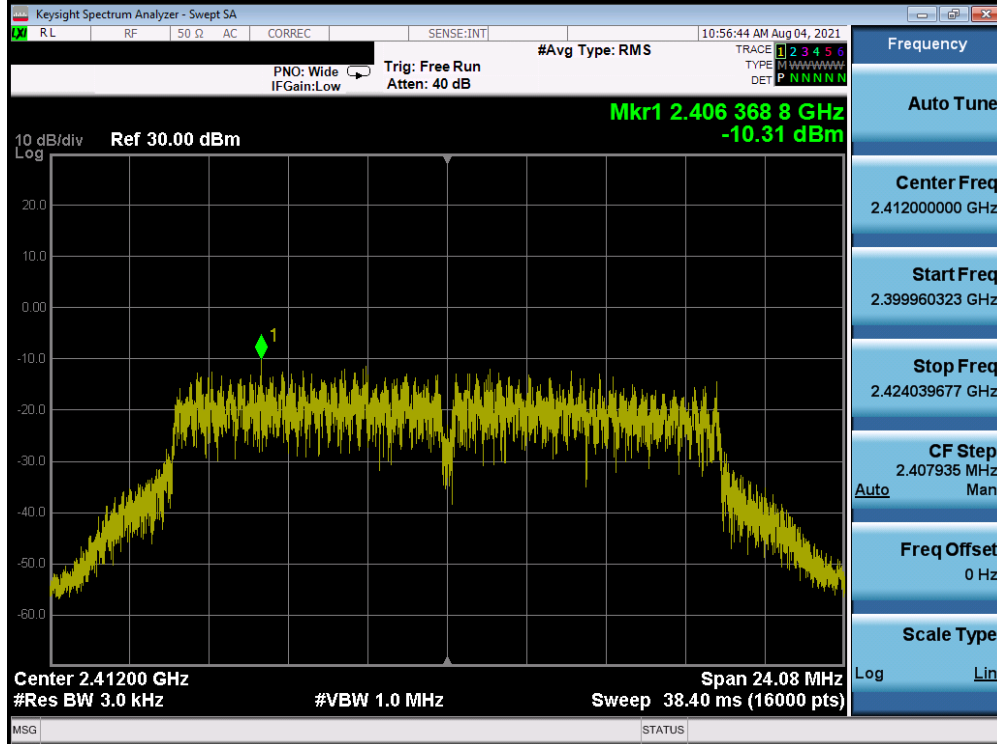 Keysight Spectrum Analyzer - Swept SA
LXI RL RF 50 Ω AC CORREC SENSE:INT 10:56:44 AM Aug 04, 2021
#Avg Type: RMS
TRACE 1 2 3 4 5 6
PNO: Wide Trig: Free Run
TYPE M WWWWW
IFGain:Low Atten: 40 dB
DET P N N N N N
Mkr1 2.406 368 8 GHz
10 dB/div Ref 30.00 dBm -10.31 dBm
Log
1
20.0
10.0
0.00
-10.0
-20.0
-30.0
-40.0
-50.0
-60.0
Center 2.41200 GHz Span 24.08 MHz
#Res BW 3.0 kHz #VBW 1.0 MHz Sweep 38.40 ms (16000 pts)
MSG STATUS
Frequency
Auto Tune
Center Freq
2.412000000 GHz
Start Freq
2.399960323 GHz
Stop Freq
2.424039677 GHz
CF Step
2.407935 MHz
Auto Man
Freq Offset
0 Hz
Scale Type
Log Lin